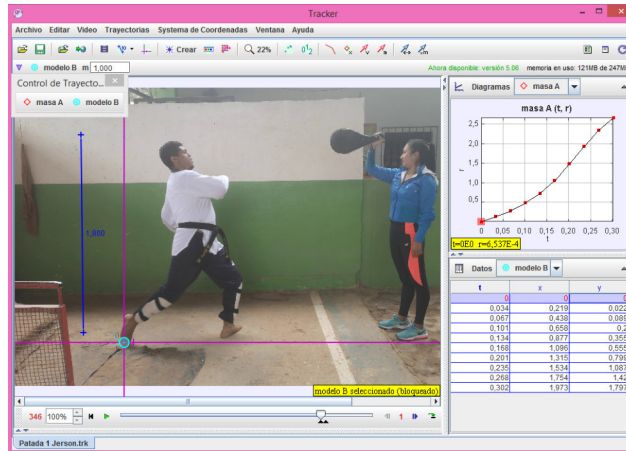 Tracker
Archivo Editar Video Trayectorias Sistema de Coordenadas Ventana Ayuda
Crear 22%
modelo B m 1,000
Ahora disponible: versión 5.06 memoria en uso: 121MB de 247M
Control de Trayecto...
masa A modelo B
1,800
modelo B seleccionado (bloqueado)
346 100% 1
Patada 1 Jerson.trk
Diagramas masa A
masa A (t, r)
2,5
2,0
1,5
1,0
0,5
r
0 0,05 0,10 0,15 0,20 0,25 0,30
t
t=0E0 r=6,537E-4
Datos modelo B
t x y
0 0 0
0,034 0,219 0,022
0,067 0,438 0,089
0,101 0,658 0,2
0,134 0,877 0,355
0,168 1,096 0,555
0,201 1,315 0,799
0,235 1,534 1,087
0,268 1,754 1,42
0,302 1,973 1,797